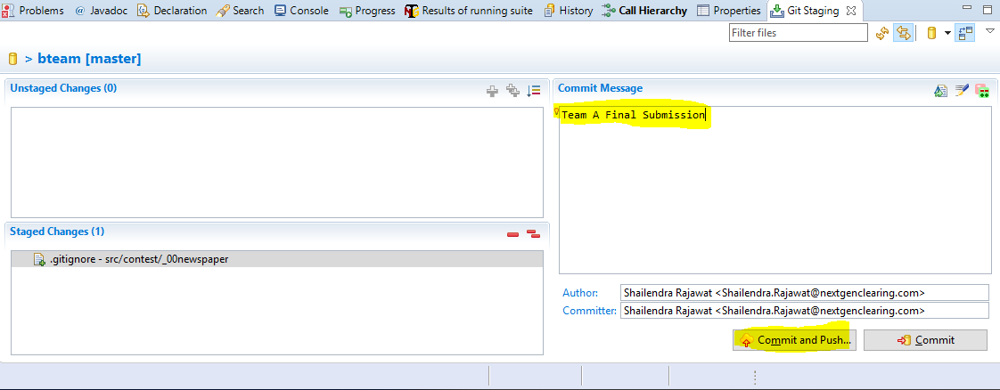 Problems @ Javadoc Declaration Search Console Progress Results of running suite History Call Hierarchy Properties Git Staging
Filter files
> bteam [master]
Unstaged Changes (0)
Commit Message
Team A Final Submission
Staged Changes (1)
.gitignore - src/contest/_00newspaper
Author: Shailendra Rajawat <Shailendra.Rajawat@nextgenclearing.com>
Committer: Shailendra Rajawat <Shailendra.Rajawat@nextgenclearing.com>
Commit and Push... Commit